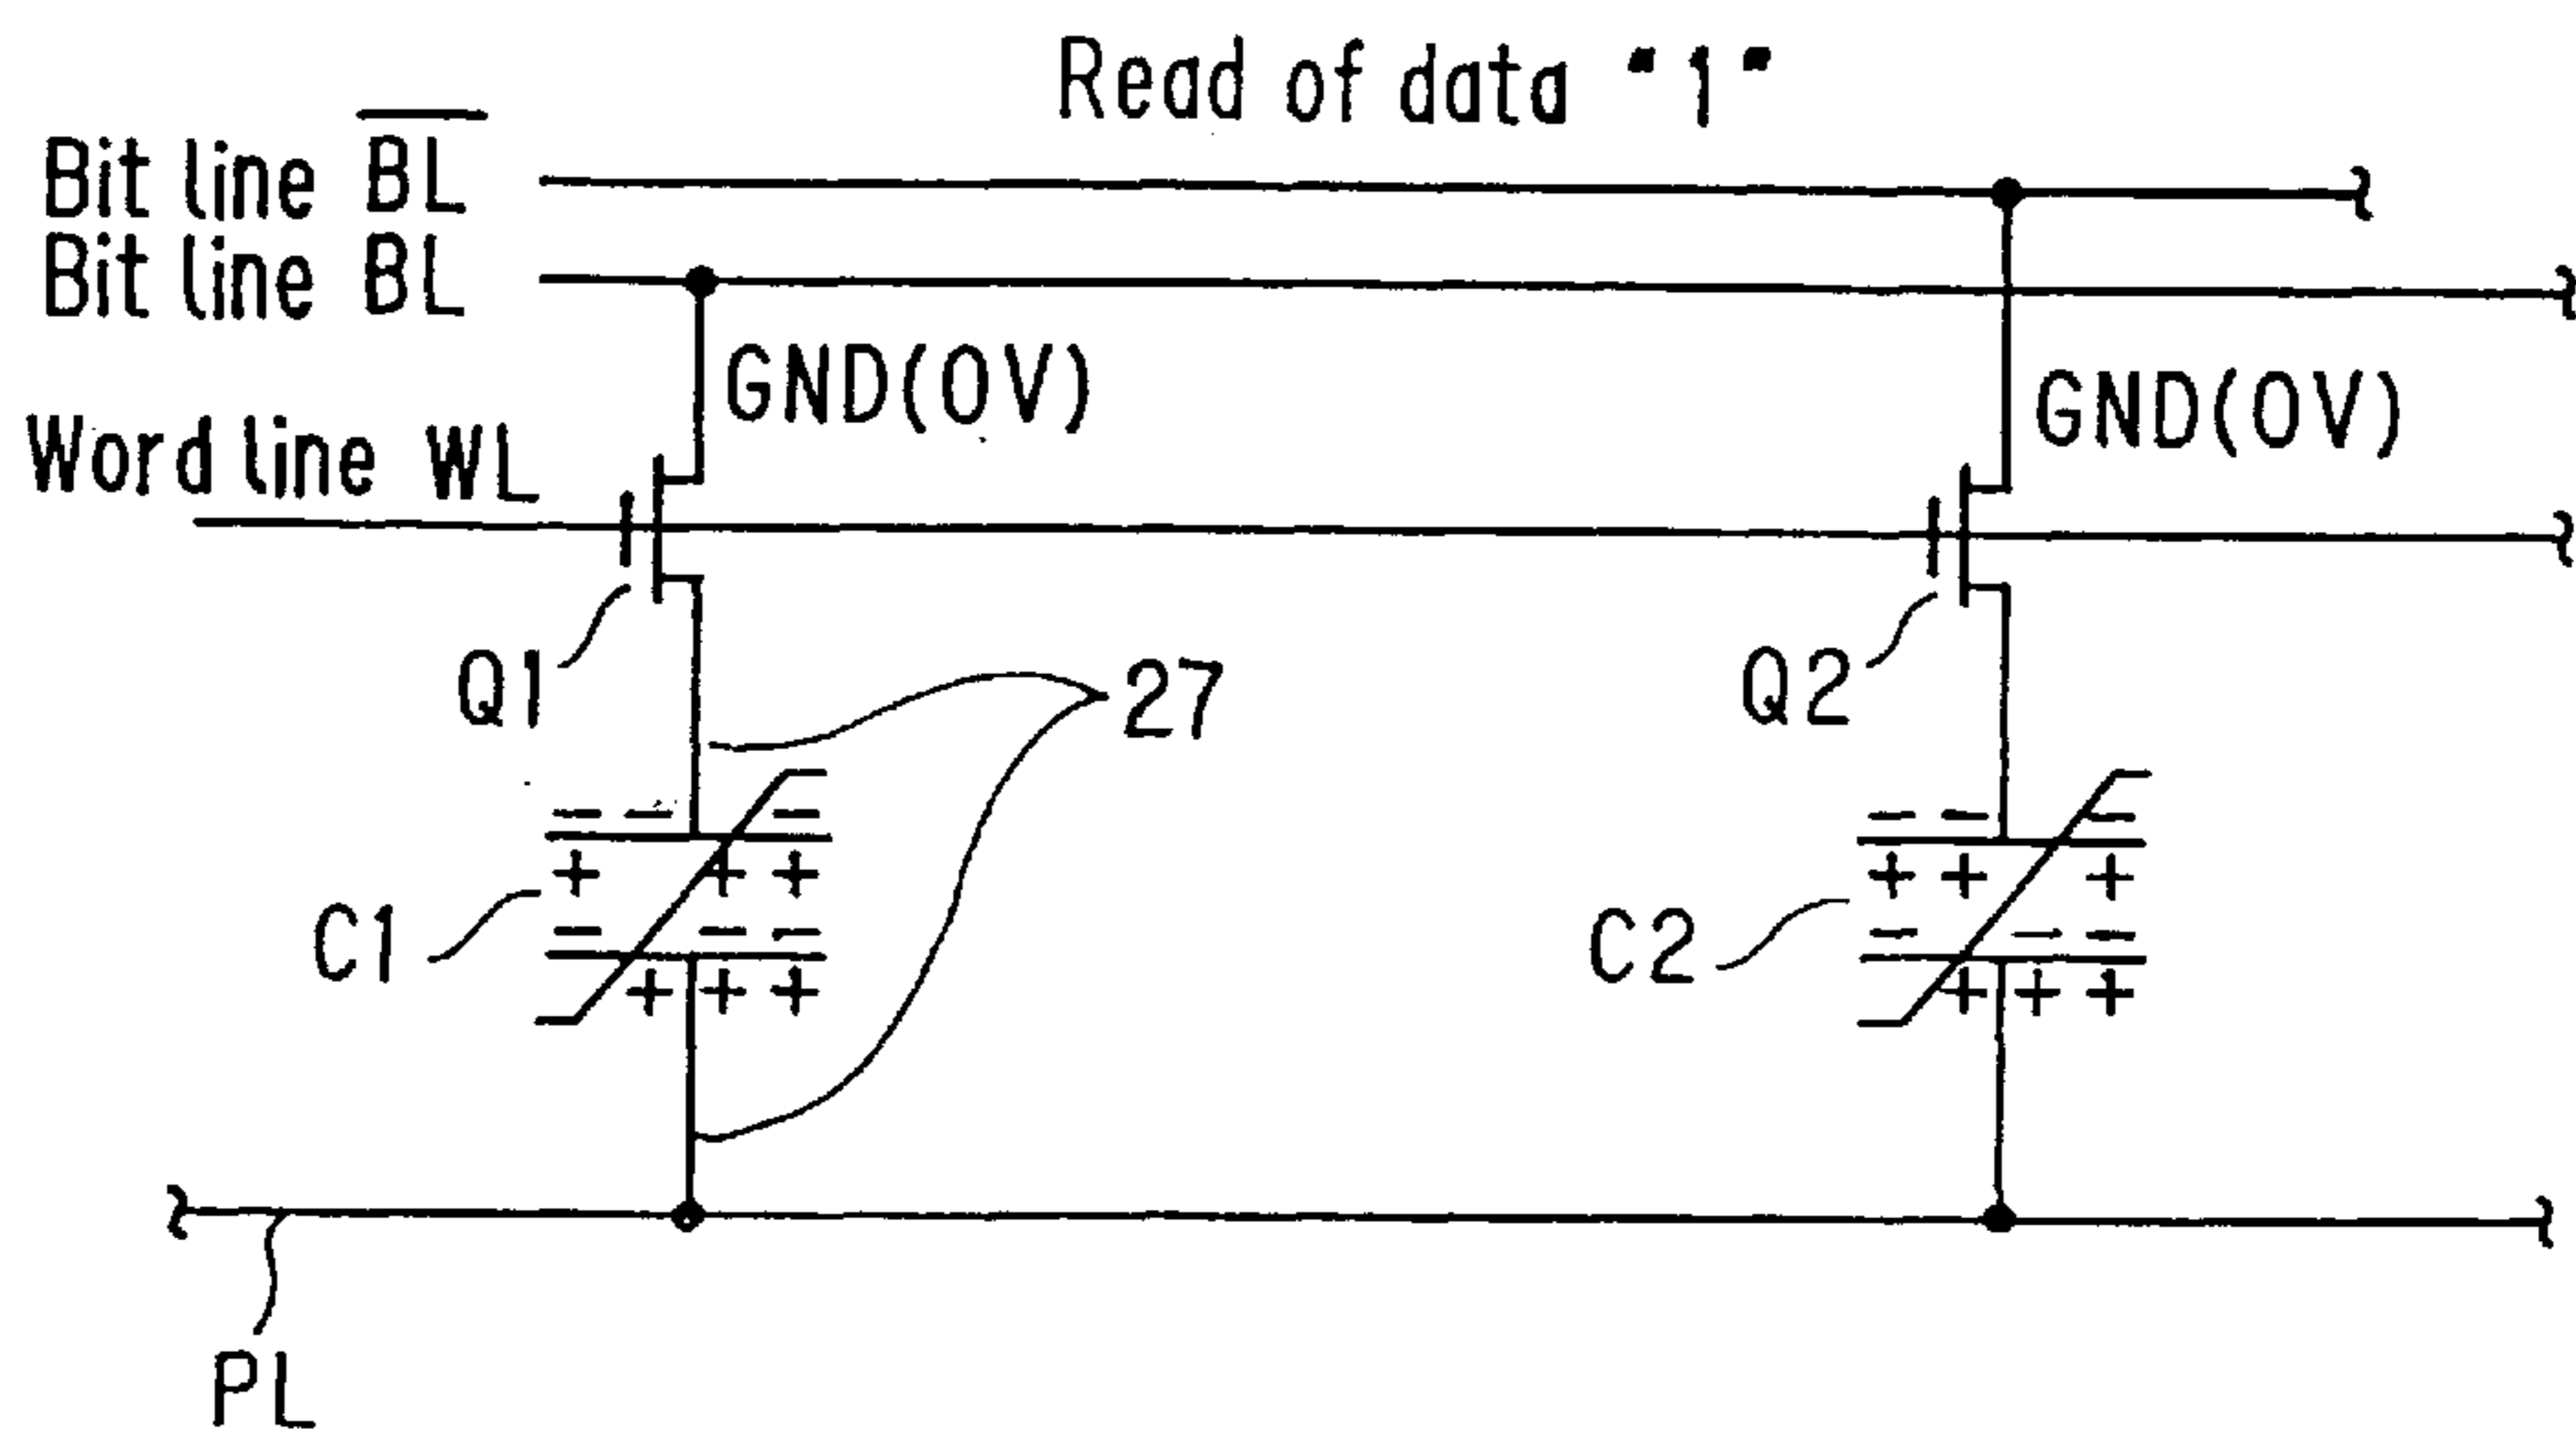 Read of data "1"
Bit line B̅L̅
Bit line BL
GND(0V)
GND(0V)
Word line WL
Q1
27
Q2
− − −
− − −
+ + +
+ + +
C1
C2
− − −
− − −
+ + +
+ + +
PL